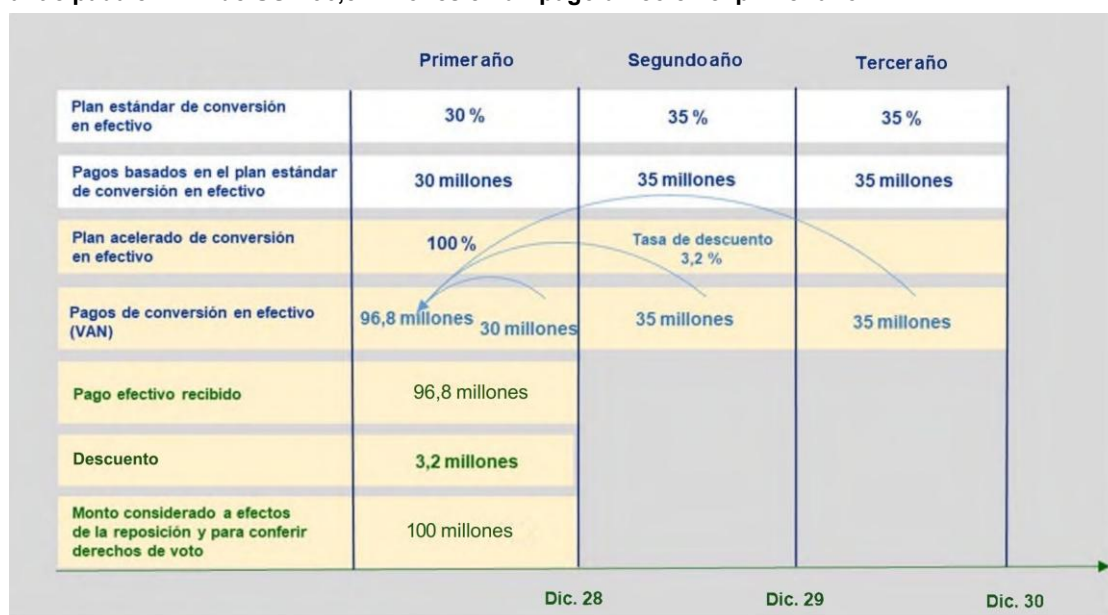 Primer año Segundo año Tercer año
Plan estándar de conversión
en efectivo
30 % 35 % 35 %
Pagos basados en el plan estándar
de conversión en efectivo
30 millones 35 millones 35 millones
Plan acelerado de conversión
en efectivo
100 %
Tasa de descuento
3,2 %
Pagos de conversión en efectivo
(VAN)
96,8 millones 30 millones 35 millones 35 millones
Pago efectivo recibido
96,8 millones
Descuento
3,2 millones
Monto considerado a efectos
de la reposición y para conferir
derechos de voto
100 millones
Dic. 28 Dic. 29 Dic. 30